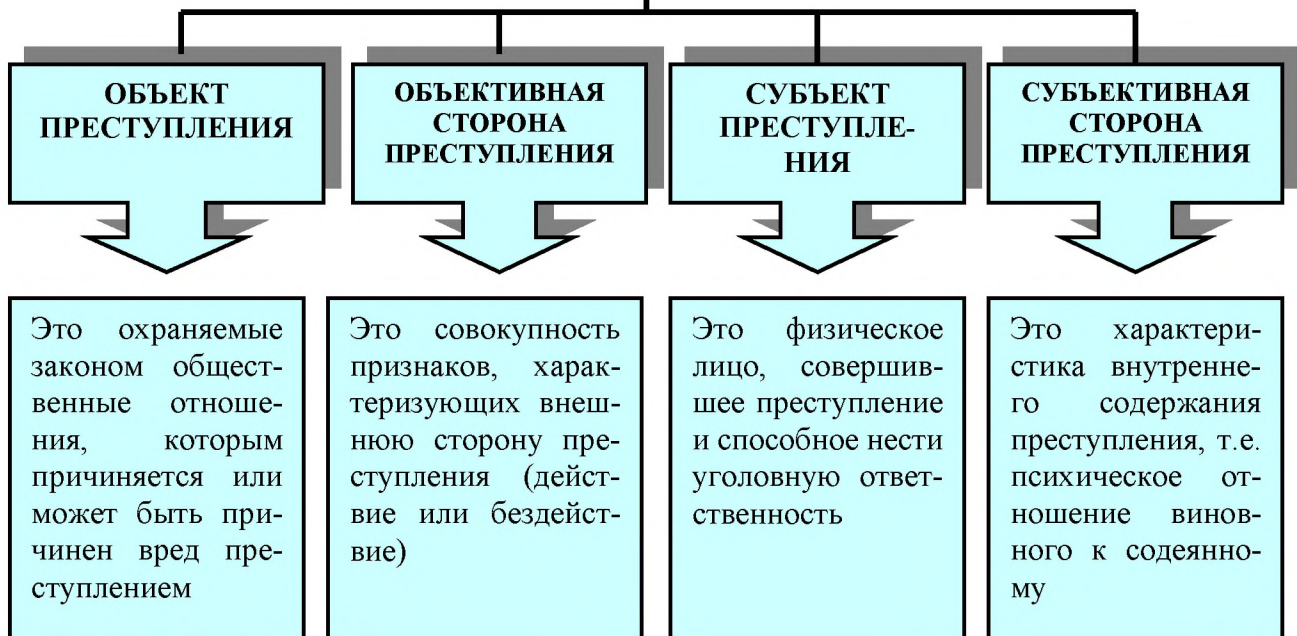 ОБЪЕКТ
ПРЕСТУПЛЕНИЯ
ОБЪЕКТИВНАЯ
СТОРОНА
ПРЕСТУПЛЕНИЯ
СУБЪЕКТ
ПРЕСТУПЛЕ-
НИЯ
СУБЪЕКТИВНАЯ
СТОРОНА
ПРЕСТУПЛЕНИЯ
Это охраняемые
законом общест-
венные отноше-
ния, которым
причиняется или
может быть при-
чинен вред пре-
ступлением
Это совокупность
признаков, харак-
теризующих внеш-
нюю сторону пре-
ступления (дейст-
вие или бездейст-
вие)
Это физическое
лицо, совершив-
шее преступление
и способное нести
уголовную ответ-
ственность
Это характери-
стика внутренне-
го содержания
преступления, т.е.
психическое от-
ношение винов-
ного к содеянно-
му